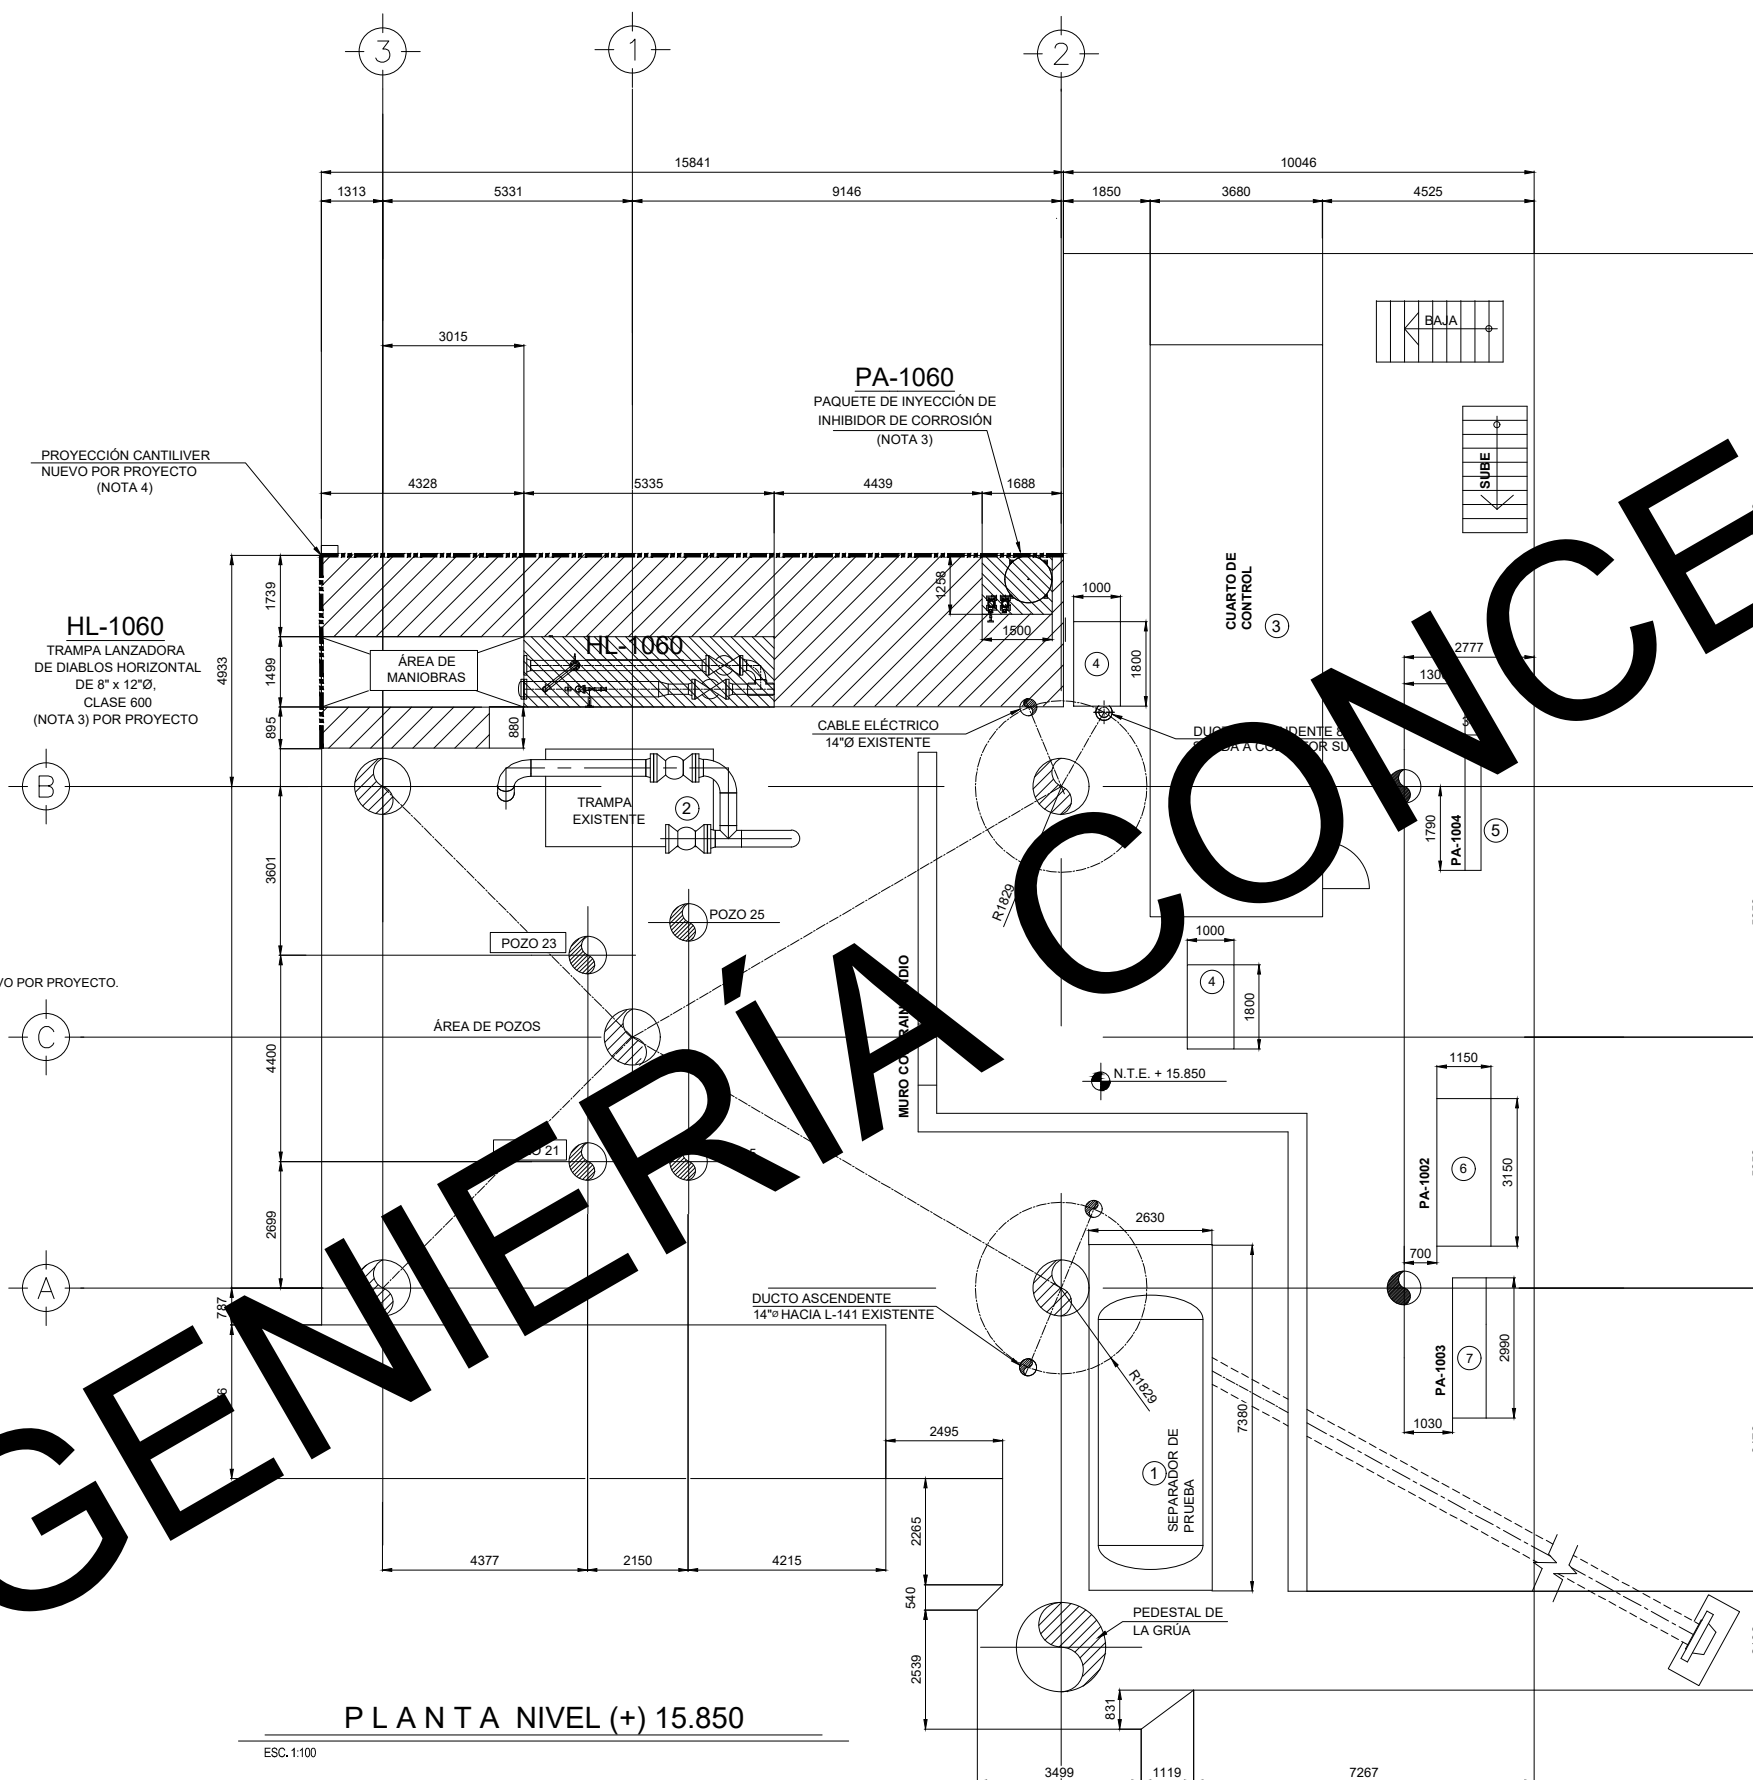 3
1
2
15841
10046
1313
5331
9146
1850
3680
4525
3015
BAJA
PA-1060
PAQUETE DE INYECCIÓN DE
INHIBIDOR DE CORROSIÓN
(NOTA 3)
SUBE
PROYECCIÓN CANTILIVER
NUEVO POR PROYECTO
(NOTA 4)
4328
5335
4439
1688
1739
1499
895
4933
1258
1500
1000
1800
4
CUARTO DE
CONTROL
3
2777
HL-1060
TRAMPA LANZADORA
DE DIABLOS HORIZONTAL
DE 8" x 12"Ø,
CLASE 600
(NOTA 3) POR PROYECTO
ÁREA DE
MANIOBRAS
HL-1060
880
CABLE ELÉCTRICO
14"Ø EXISTENTE
B
TRAMPA
EXISTENTE
2
R1829
1790
PA-1004
5
3601
POZO 25
POZO 23
1000
4
1800
VO POR PROYECTO.
C
ÁREA DE POZOS
4400
N.T.E. + 15.850
1150
3150
PA-1002
6
700
2699
A
787
2630
DUCTO ASCENDENTE
14"Ø HACIA L-141 EXISTENTE
R1829
7380
SEPARADOR DE
PRUEBA
1
PA-1003
7
2990
1030
2495
2265
540
2539
4377
2150
4215
PEDESTAL DE
LA GRÚA
831
3499
1119
7267
P L A N T A NIVEL (+) 15.850
ESC. 1:100
GENIERÍA CONCE